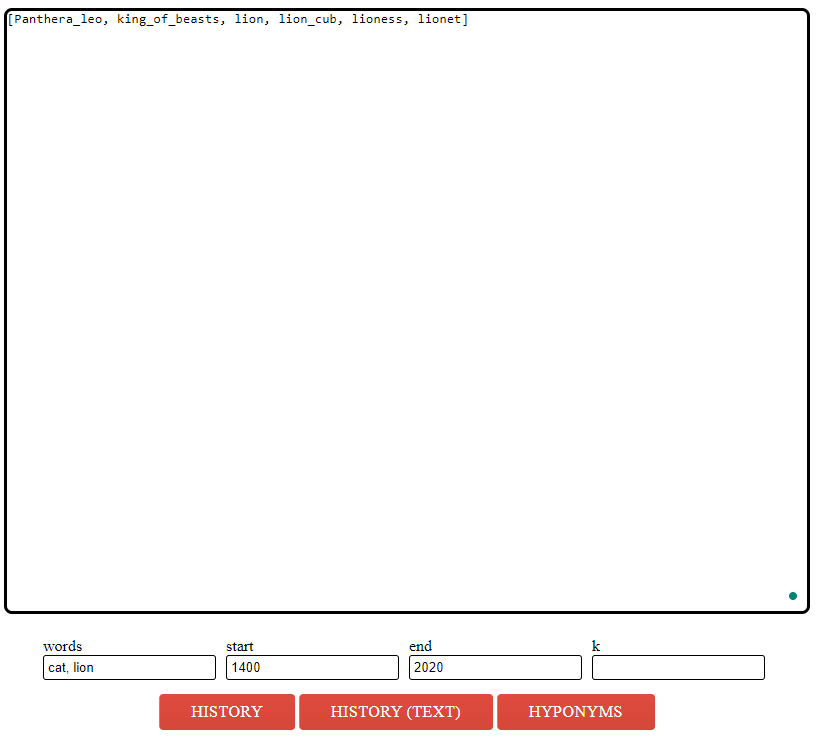 [Panthera_leo, king_of_beasts, lion, lion_cub, lioness, lionet]
words start end k
cat, lion 1400 2020
HISTORY HISTORY (TEXT) HYPONYMS